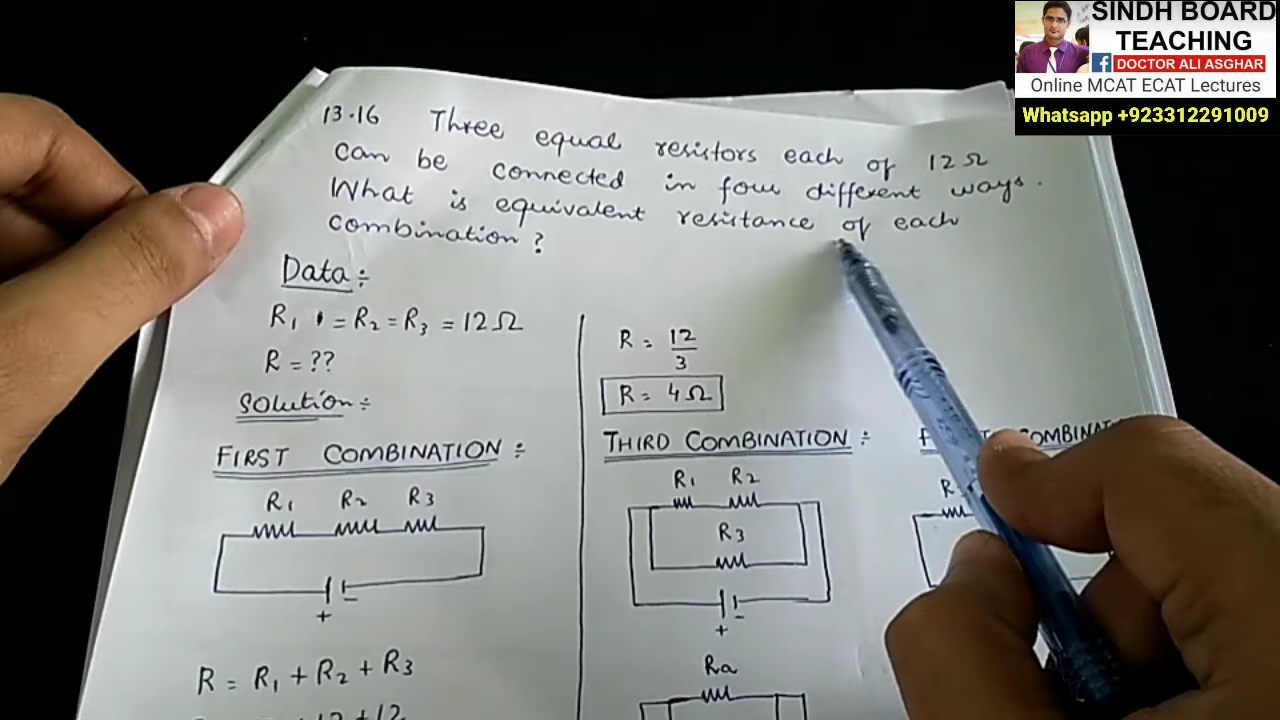 SINDH BOARD
TEACHING
DOCTOR ALI ASGHAR
Online MCAT ECAT Lectures
Whatsapp +923312291009
13.16 Three equal resistors each of 12Ω
can be connected in four different ways.
What is equivalent resistance of each
combination?
Data:
R₁ = R₂ = R₃ = 12Ω
R = ??
Solution:
FIRST COMBINATION:
R₁ R₂ R₃
+ -
R = R₁ + R₂ + R₃
R = 12/3
R = 4Ω
THIRD COMBINATION:
R₁ R₂
R₃
+ -
Ra